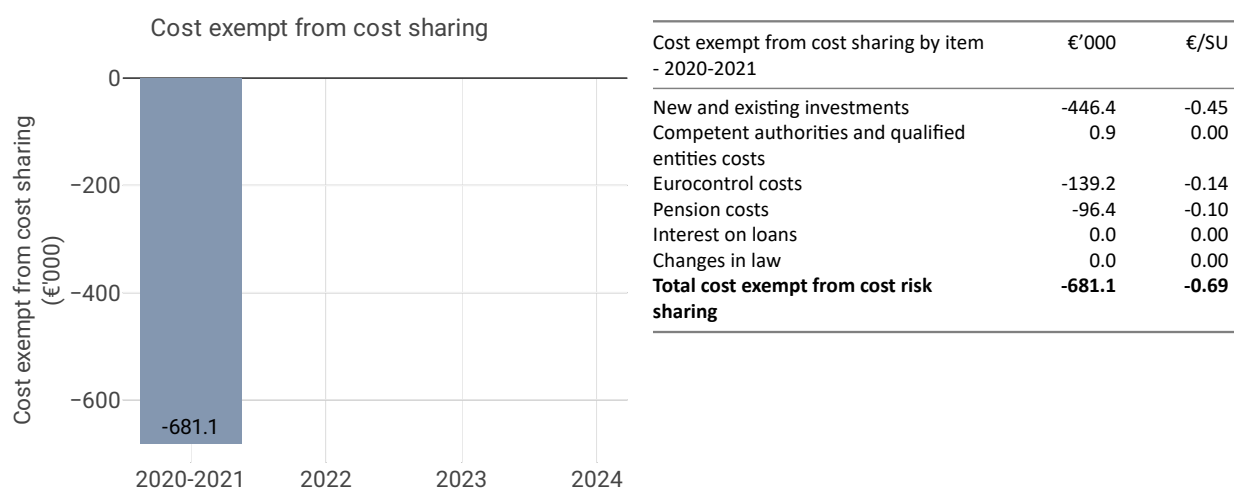 Cost exempt from cost sharing
Cost exempt from cost sharing
(€'000)
0
−200
−400
−600
-681.1
2020-2021
2022
2023
2024
Cost exempt from cost sharing by item €’000 €/SU
- 2020-2021
New and existing investments -446.4 -0.45
Competent authorities and qualified 0.9 0.00
entities costs
Eurocontrol costs -139.2 -0.14
Pension costs -96.4 -0.10
Interest on loans 0.0 0.00
Changes in law 0.0 0.00
Total cost exempt from cost risk -681.1 -0.69
sharing